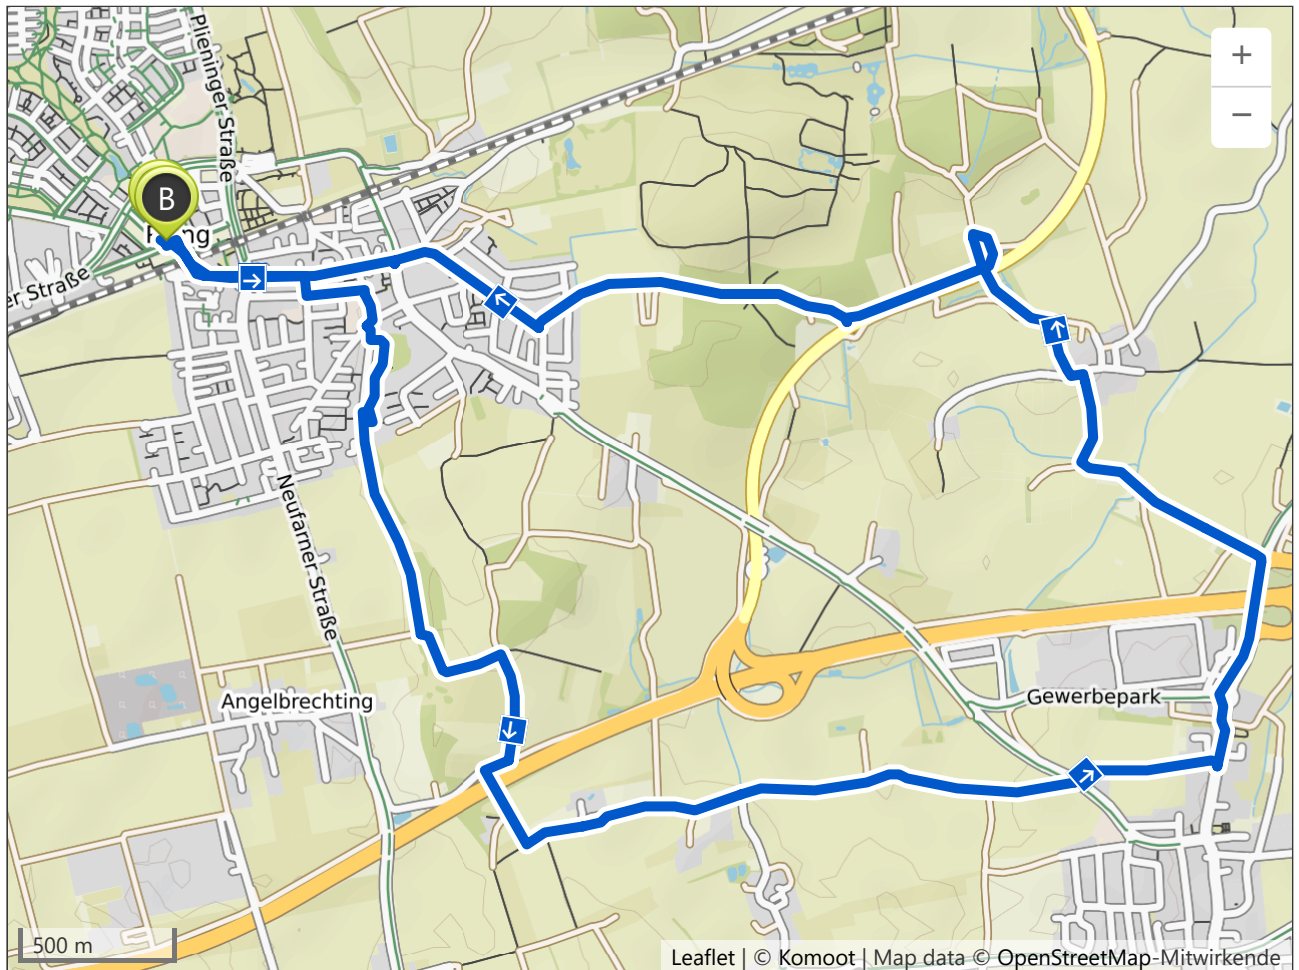 Plieninger Straße
+
−
B
er Straße
Neufarner Straße
Angelbrechting
Gewerbepark
500 m
Leaflet | © Komoot | Map data © OpenStreetMap-Mitwirkende